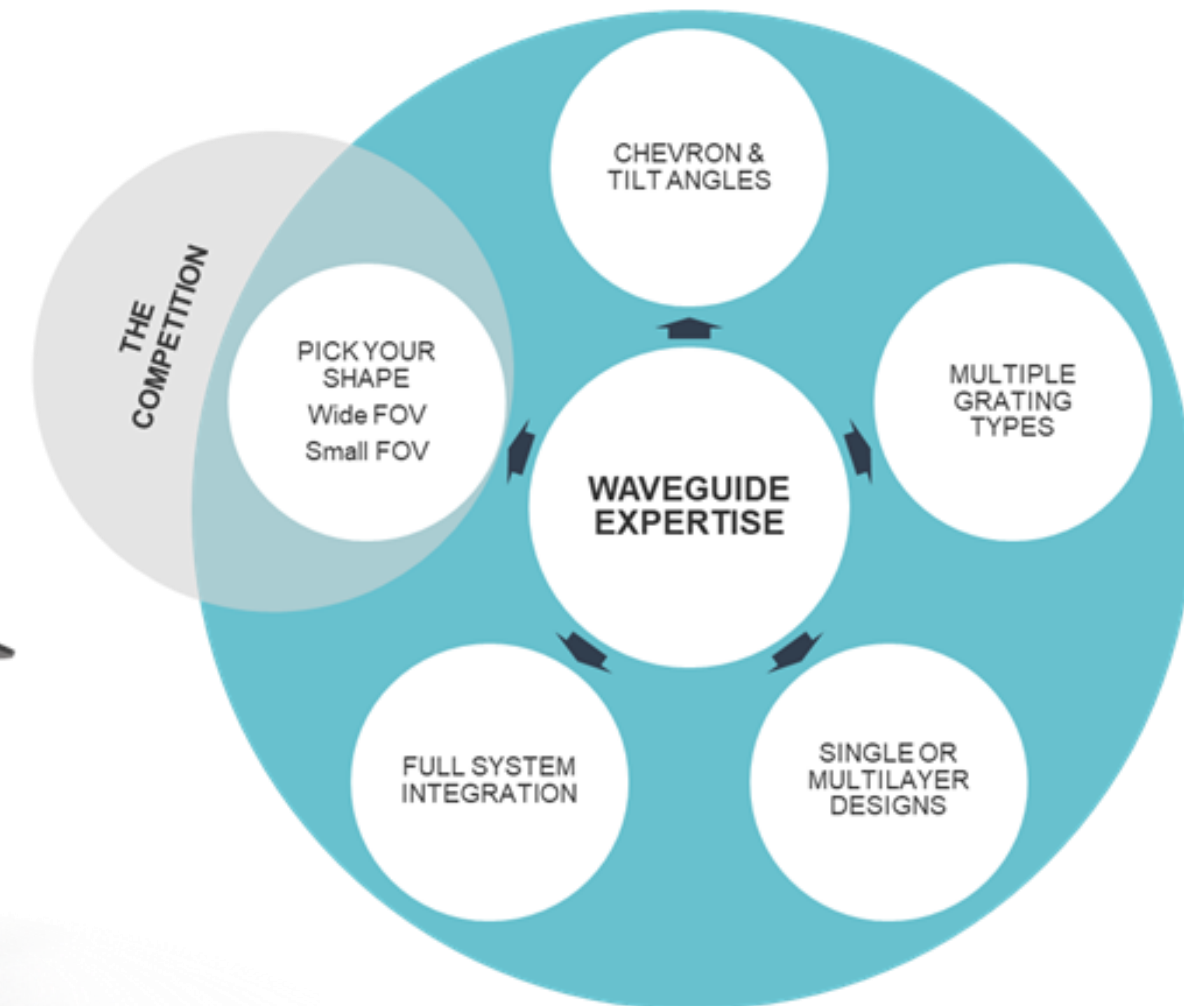 CHEVRON &
TILT ANGLES
THE
COMPETITION
PICK YOUR
SHAPE
Wide FOV
Small FOV
MULTIPLE
GRATING
TYPES
WAVEGUIDE
EXPERTISE
FULL SYSTEM
INTEGRATION
SINGLE OR
MULTILAYER
DESIGNS